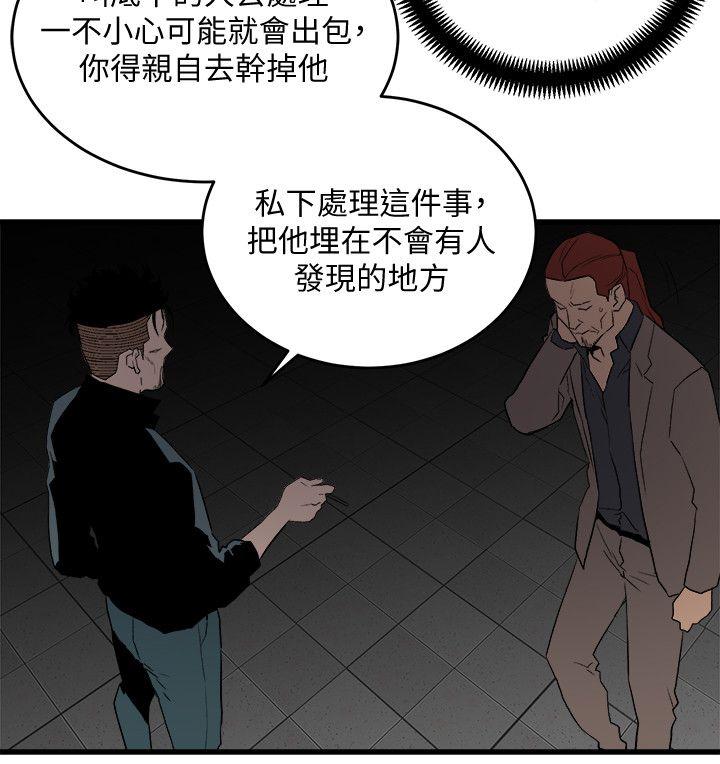 一不小心可能就會出包，
你得親自去幹掉他
私下處理這件事，
把他埋在不會有人
發現的地方